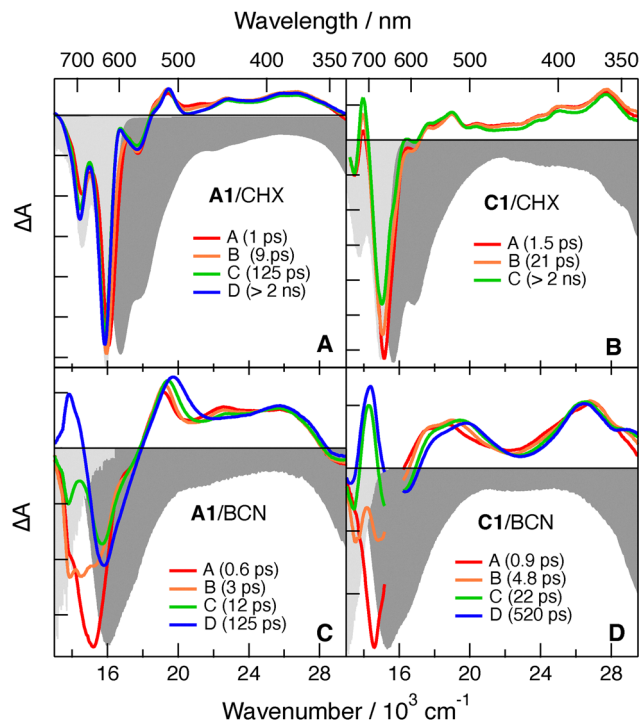 Wavelength / nm
700 600 500 400 350 700 600 500 400 350
ΔA
A1/CHX
A (1 ps)
B (9. ps)
C (125 ps)
D (> 2 ns)
A
C1/CHX
A (1.5 ps)
B (21 ps)
C (> 2 ns)
B
ΔA
A1/BCN
A (0.6 ps)
B (3 ps)
C (12 ps)
D (125 ps)
C
C1/BCN
A (0.9 ps)
B (4.8 ps)
C (22 ps)
D (520 ps)
D
16 20 24 28 16 20 24 28
Wavenumber / 10³ cm⁻¹